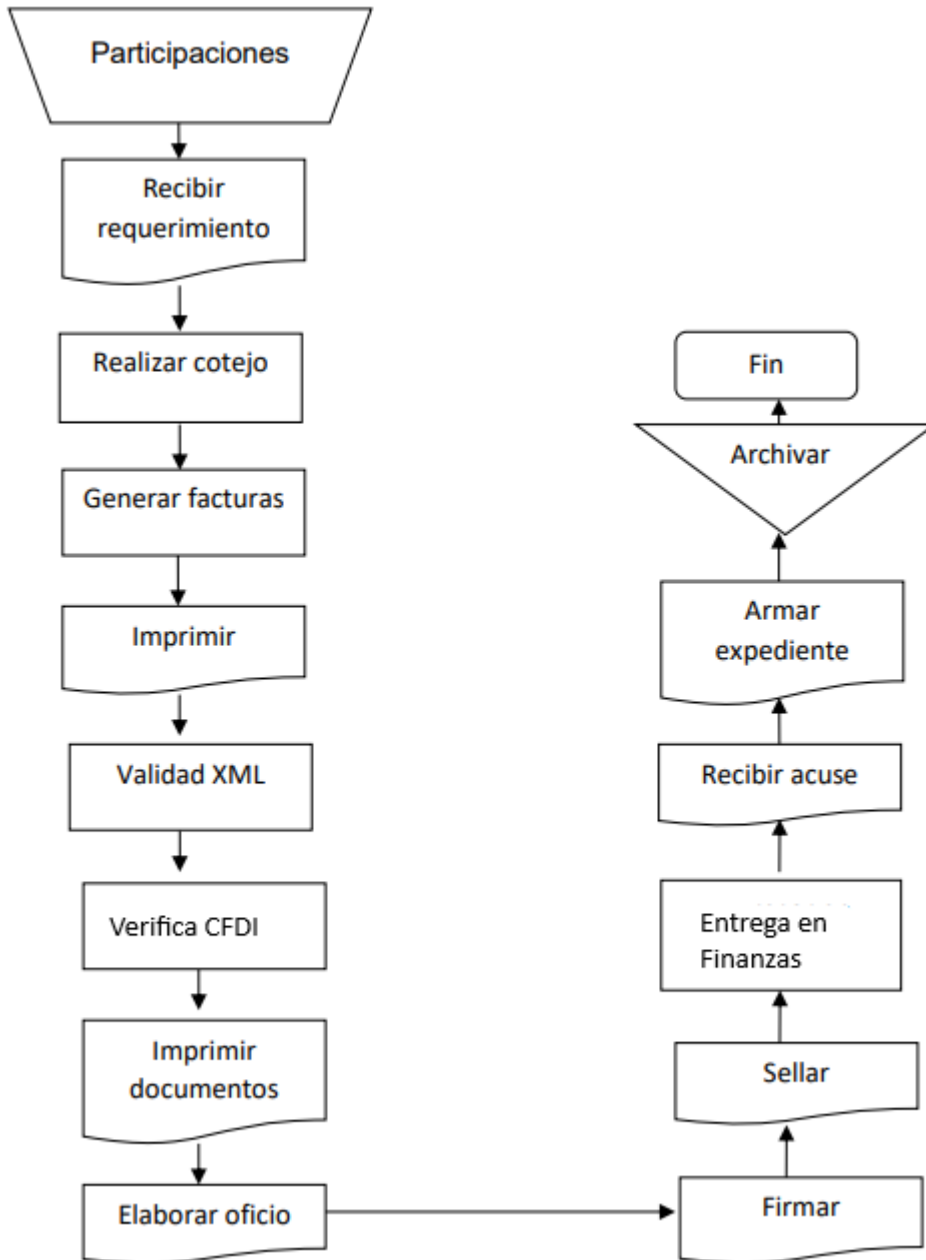 Participaciones
Recibir
requerimiento
Realizar cotejo
Generar facturas
Imprimir
Validad XML
Verifica CFDI
Imprimir
documentos
Elaborar oficio
Firmar
Sellar
Entrega en
Finanzas
Recibir acuse
Armar
expediente
Archivar
Fin